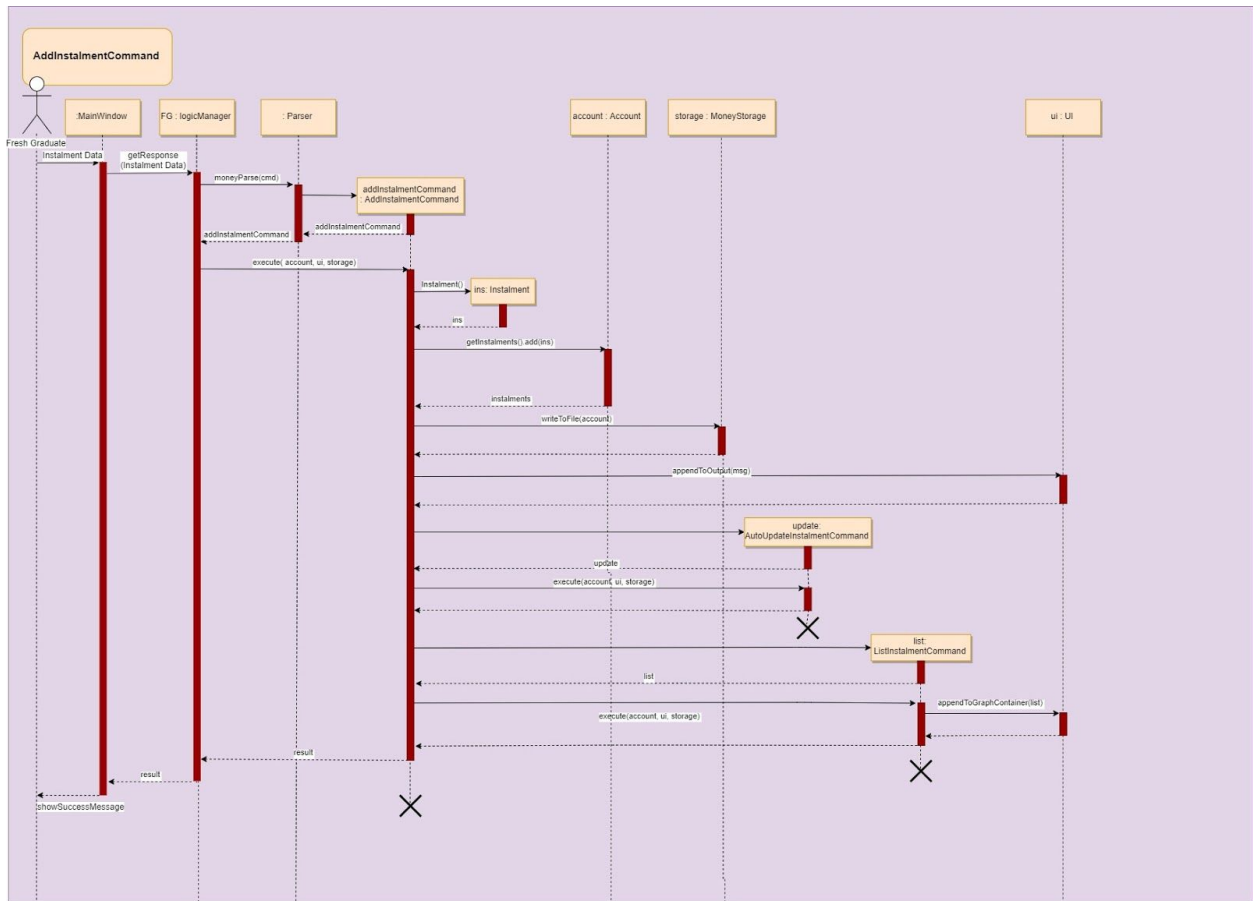 AddInstalmentCommand
:MainWindow
FG : logicManager
: Parser
account : Account
storage : MoneyStorage
ui : UI
Fresh Graduate
Instalment Data
getResponse
(Instalment Data)
moneyParse(cmd)
addInstalmentCommand
: AddInstalmentCommand
addInstalmentCommand
addInstalmentCommand
execute( account, ui, storage)
Instalment()
ins: Instalment
ins
getInstalments().add(ins)
instalments
writeToFile(account)
appendToOutput(msg)
update:
AutoUpdateInstalmentCommand
update
execute(account, ui, storage)
list:
ListInstalmentCommand
list
appendToGraphContainer(list)
execute(account, ui, storage)
result
result
showSuccessMessage